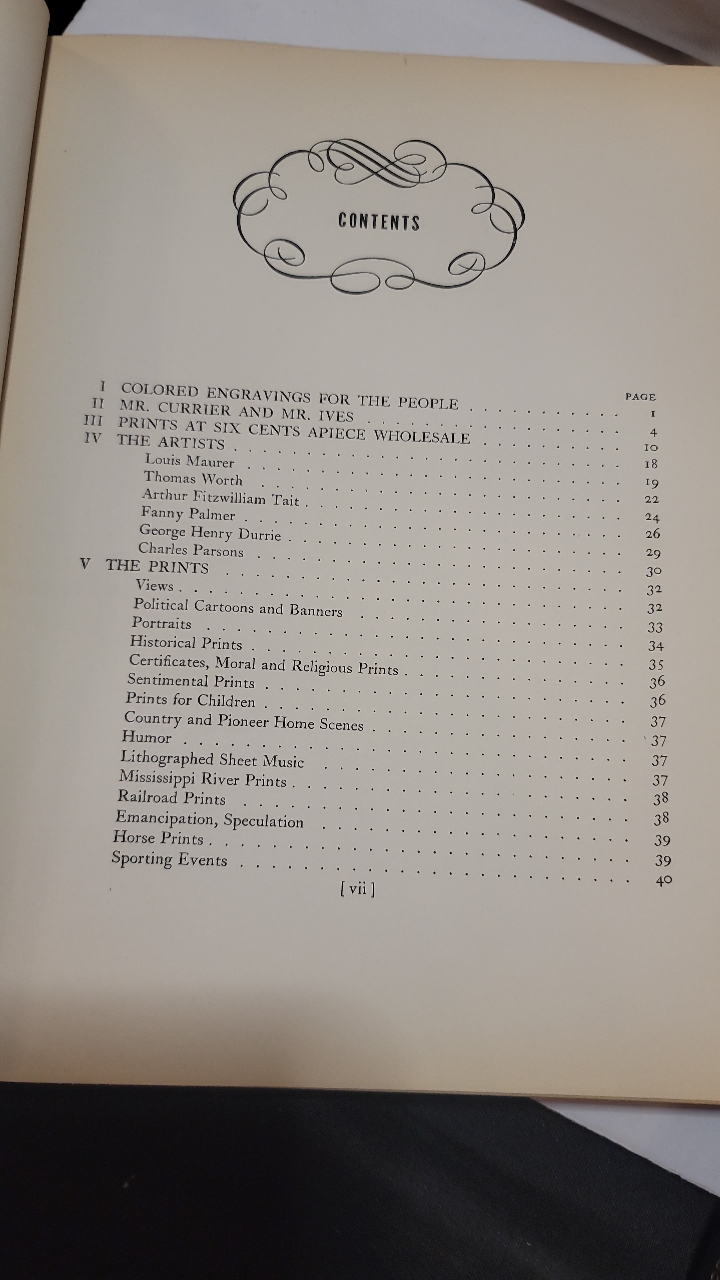 CONTENTS
PAGE
I COLORED ENGRAVINGS FOR THE PEOPLE . . . . . . . . . . 1
II MR. CURRIER AND MR. IVES . . . . . . . . . . . . . 4
III PRINTS AT SIX CENTS APIECE WHOLESALE . . . . . . . . . 10
IV THE ARTISTS . . . . . . . . . . . . . . . . . . 18
Louis Maurer . . . . . . . . . . . . . . . . . 19
Thomas Worth . . . . . . . . . . . . . . . . . 22
Arthur Fitzwilliam Tait . . . . . . . . . . . . . . 24
Fanny Palmer . . . . . . . . . . . . . . . . . 26
George Henry Durrie . . . . . . . . . . . . . . . 29
Charles Parsons . . . . . . . . . . . . . . . . 30
V THE PRINTS . . . . . . . . . . . . . . . . . . 32
Views . . . . . . . . . . . . . . . . . . . . 32
Political Cartoons and Banners . . . . . . . . . . . . 33
Portraits . . . . . . . . . . . . . . . . . . . 34
Historical Prints . . . . . . . . . . . . . . . . . 35
Certificates, Moral and Religious Prints . . . . . . . . . . 36
Sentimental Prints . . . . . . . . . . . . . . . . 36
Prints for Children . . . . . . . . . . . . . . . . 37
Country and Pioneer Home Scenes . . . . . . . . . . . 37
Humor . . . . . . . . . . . . . . . . . . . . 37
Lithographed Sheet Music . . . . . . . . . . . . . . 37
Mississippi River Prints . . . . . . . . . . . . . . . 38
Railroad Prints . . . . . . . . . . . . . . . . . 38
Emancipation, Speculation . . . . . . . . . . . . . . 39
Horse Prints . . . . . . . . . . . . . . . . . . 39
Sporting Events . . . . . . . . . . . . . . . . . 40
[ vii ]